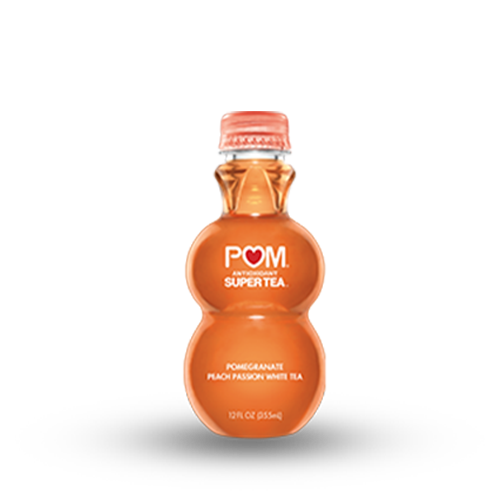 POM
ANTIOXIDANT
SUPER TEA
POMEGRANATE
PEACH PASSION WHITE TEA
12 FL OZ (355mL)